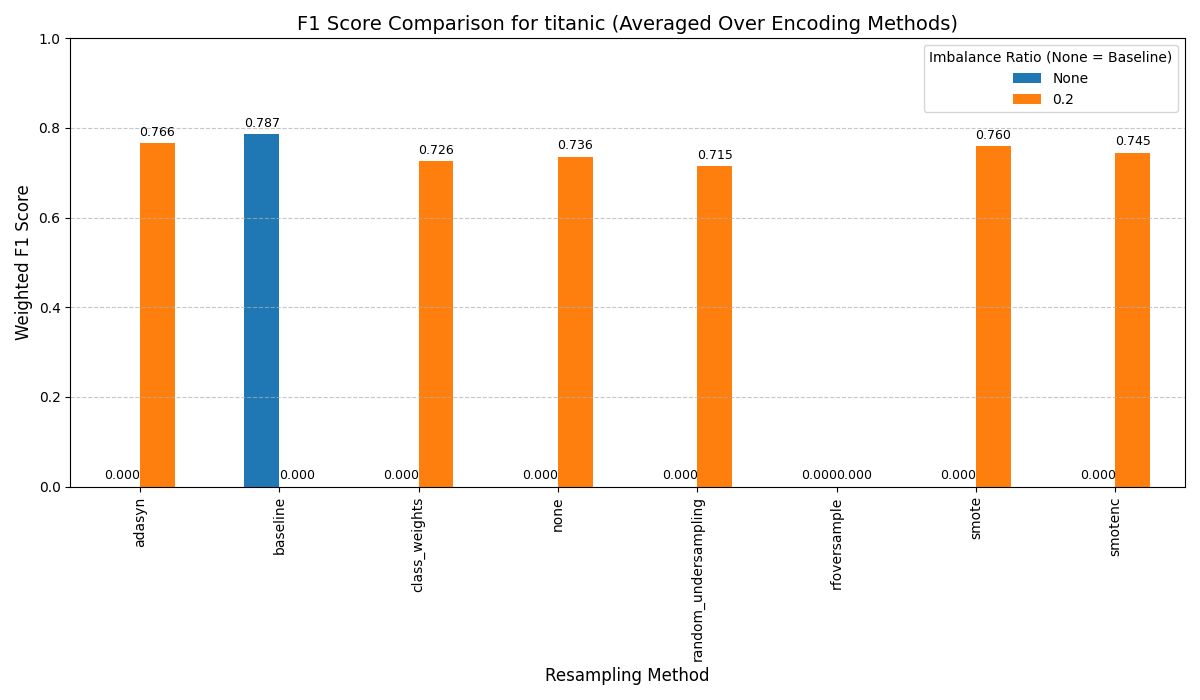 F1 Score Comparison for titanic (Averaged Over Encoding Methods)
Weighted F1 Score
1.0
0.8
0.6
0.4
0.2
0.0
Imbalance Ratio (None = Baseline)
None
0.2
0.000
0.766
0.787
0.000
0.000
0.726
0.000
0.736
0.000
0.715
0.0000.000
0.000
0.760
0.000
0.745
adasyn
baseline
class_weights
none
random_undersampling
rfoversample
smote
smotenc
Resampling Method